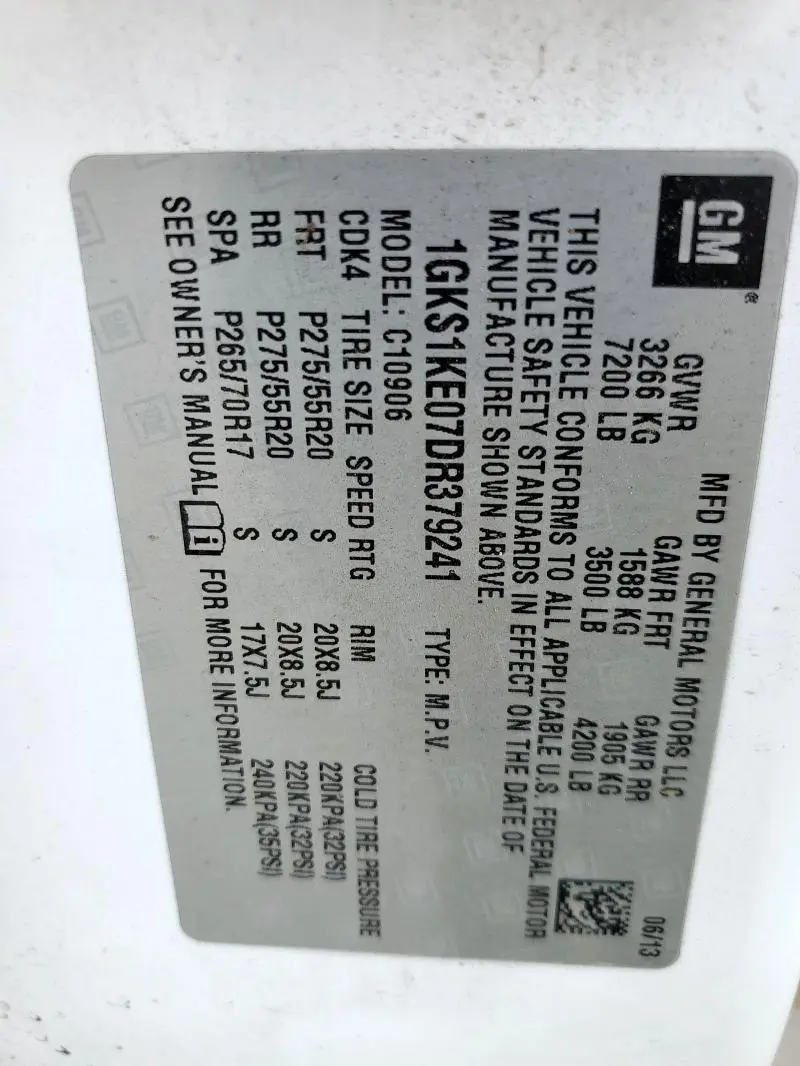 GM®
MFD BY GENERAL MOTORS LLC 06/13
GVWR GAWR FRT GAWR RR
3266 KG 1588 KG 1905 KG
7200 LB 3500 LB 4200 LB
THIS VEHICLE CONFORMS TO ALL APPLICABLE U.S. FEDERAL MOTOR
VEHICLE SAFETY STANDARDS IN EFFECT ON THE DATE OF
MANUFACTURE SHOWN ABOVE.
1GKS1KE07DR379241 TYPE: M.P.V.
MODEL: C10906
CDK4 TIRE SIZE SPEED RTG RIM COLD TIRE PRESSURE
FRT P275/55R20 S 20X8.5J 220KPA(32PSI)
RR P275/55R20 S 20X8.5J 220KPA(32PSI)
SPA P265/70R17 S 17X7.5J 240KPA(35PSI)
SEE OWNER'S MANUAL i FOR MORE INFORMATION.